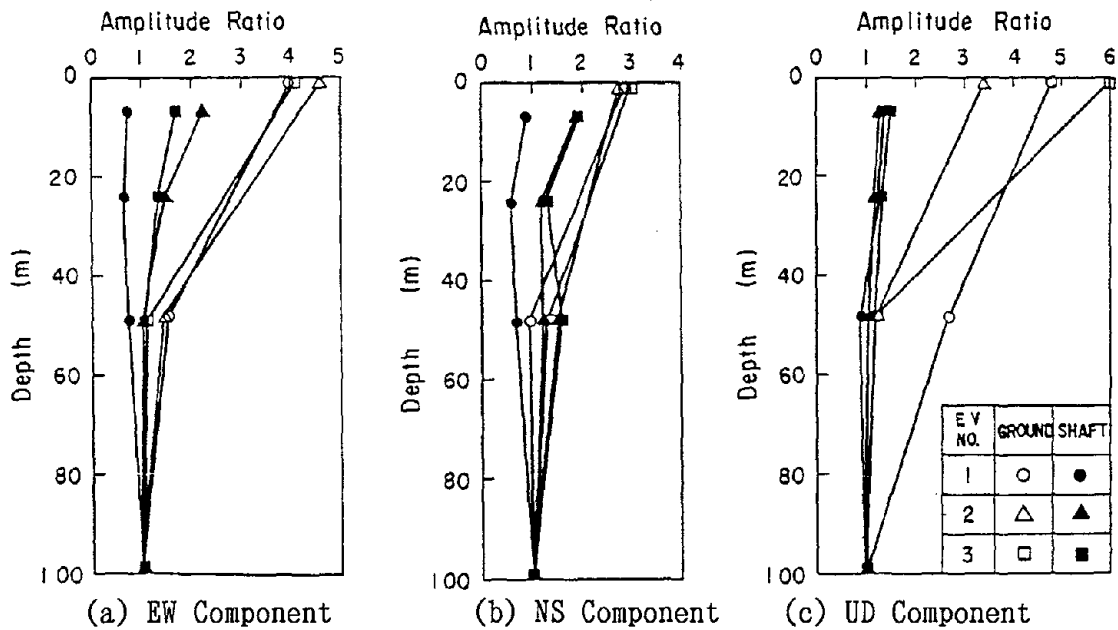 Amplitude Ratio
0 1 2 3 4 5
0
20
40
60
80
100
Depth (m)
(a) EW Component
Amplitude Ratio
0 1 2 3 4
0
20
40
60
80
100
Depth (m)
(b) NS Component
Amplitude Ratio
0 1 2 3 4 5 6
0
20
40
60
80
100
Depth (m)
EV NO. GROUND SHAFT
1
2
3
(c) UD Component